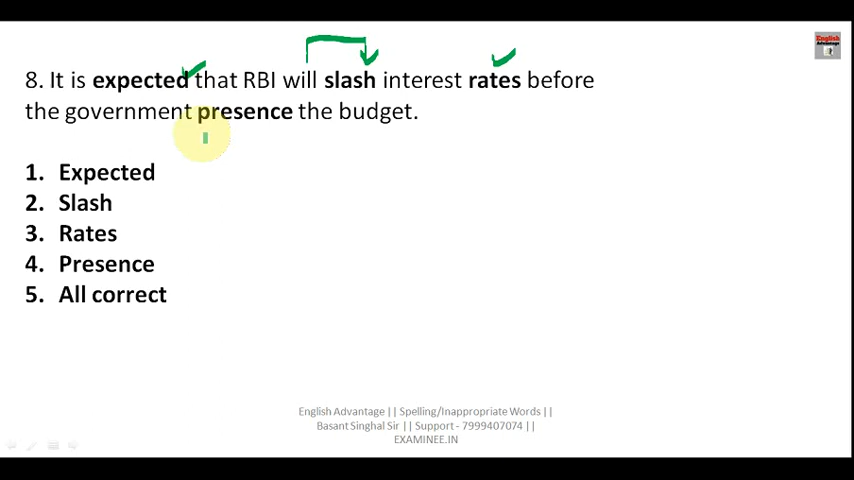 English
Advantage
8. It is expected that RBI will slash interest rates before
the government presence the budget.
1. Expected
2. Slash
3. Rates
4. Presence
5. All correct
English Advantage || Spelling/Inappropriate Words ||
Basant Singhal Sir || Support - 7999407074 ||
EXAMINEE.IN